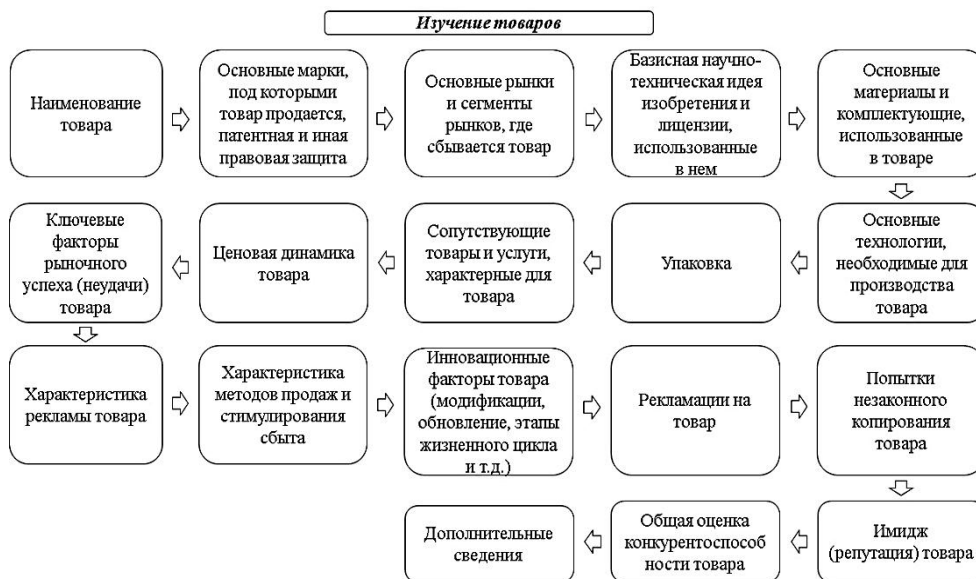 Изучение товаров
Наименование
товара
Основные марки,
под которыми
товар продается,
патентная и иная
правовая защита
Основные рынки
и сегменты
рынков, где
сбывается товар
Базисная научно-
техническая идея
изобретения и
лицензии,
использованные
в нем
Основные
материалы и
комплектующие,
использованные
в товаре
Основные
технологии,
необходимые для
производства
товара
Упаковка
Сопутствующие
товары и услуги,
характерные для
товара
Ценовая динамика
товара
Ключевые
факторы
рыночного
успеха (неудачи)
товара
Характеристика
рекламы товара
Характеристика
методов продаж и
стимулирования
сбыта
Инновационные
факторы товара
(модификации,
обновление, этапы
жизненного цикла
и т.д.)
Рекламации на
товар
Попытки
незаконного
копирования
товара
Имидж
(репутация) товара
Общая оценка
конкурентоспособ
ности товара
Дополнительные
сведения